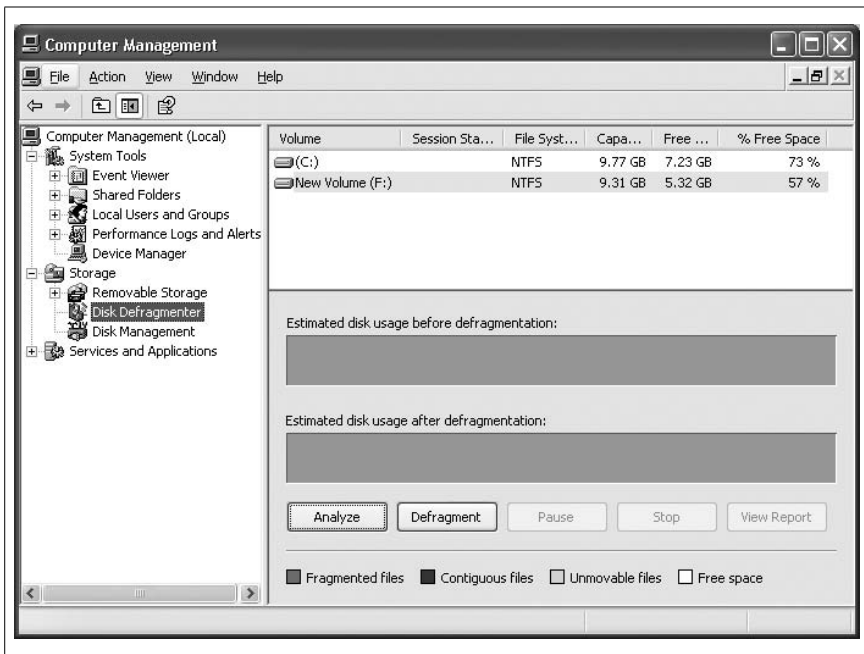 Computer Management
File Action View Window Help
Computer Management (Local)
System Tools
Event Viewer
Shared Folders
Local Users and Groups
Performance Logs and Alerts
Device Manager
Storage
Removable Storage
Disk Defragmenter
Disk Management
Services and Applications
Volume Session Sta... File Syst... Capa... Free ... % Free Space
(C:) NTFS 9.77 GB 7.23 GB 73 %
New Volume (F:) NTFS 9.31 GB 5.32 GB 57 %
Estimated disk usage before defragmentation:
Estimated disk usage after defragmentation:
Analyze Defragment Pause Stop View Report
Fragmented files Contiguous files Unmovable files Free space